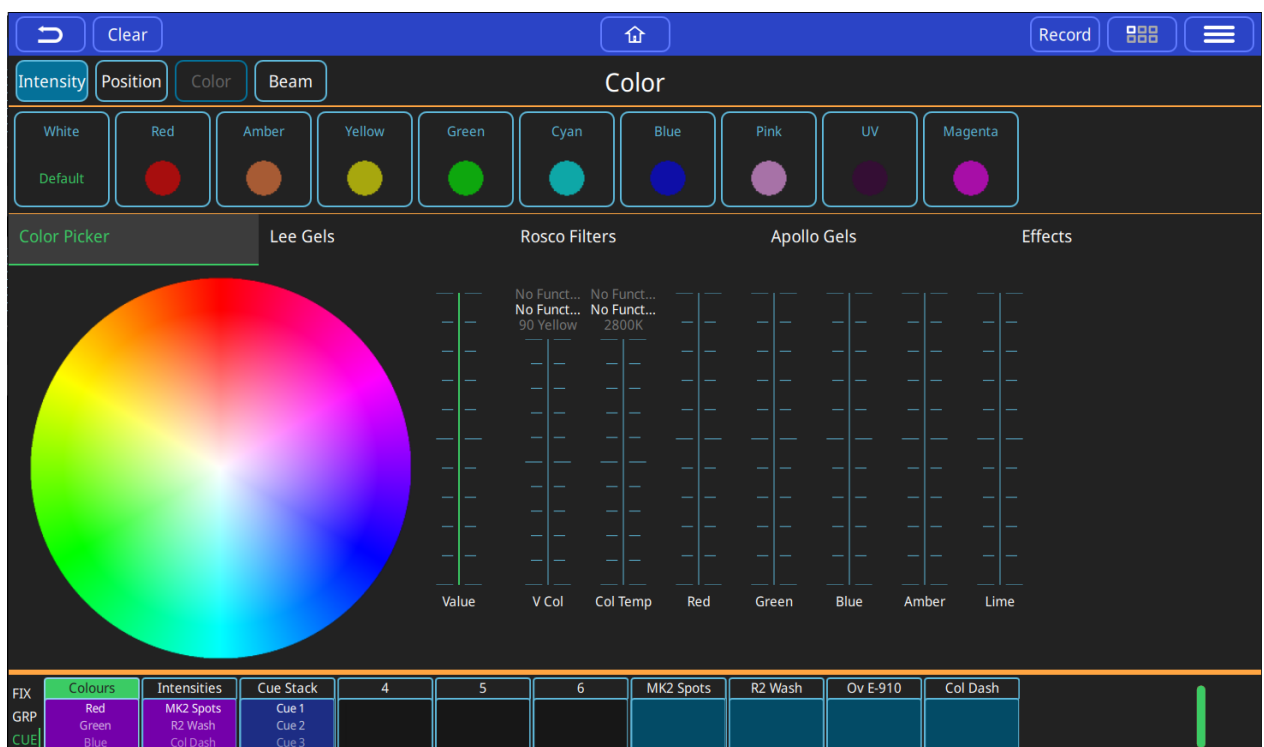 Clear
Record
Intensity Position Color Beam Color
White Red Amber Yellow Green Cyan Blue Pink UV Magenta
Default
Color Picker Lee Gels Rosco Filters Apollo Gels Effects
No Funct... No Funct...
No Funct... No Funct...
90 Yellow 2800K
Value V Col Col Temp Red Green Blue Amber Lime
FIX Colours Intensities Cue Stack 4 5 6 MK2 Spots R2 Wash Ov E-910 Col Dash
Red MK2 Spots Cue 1
GRP Green R2 Wash Cue 2
CUE Blue Col Dash Cue 3